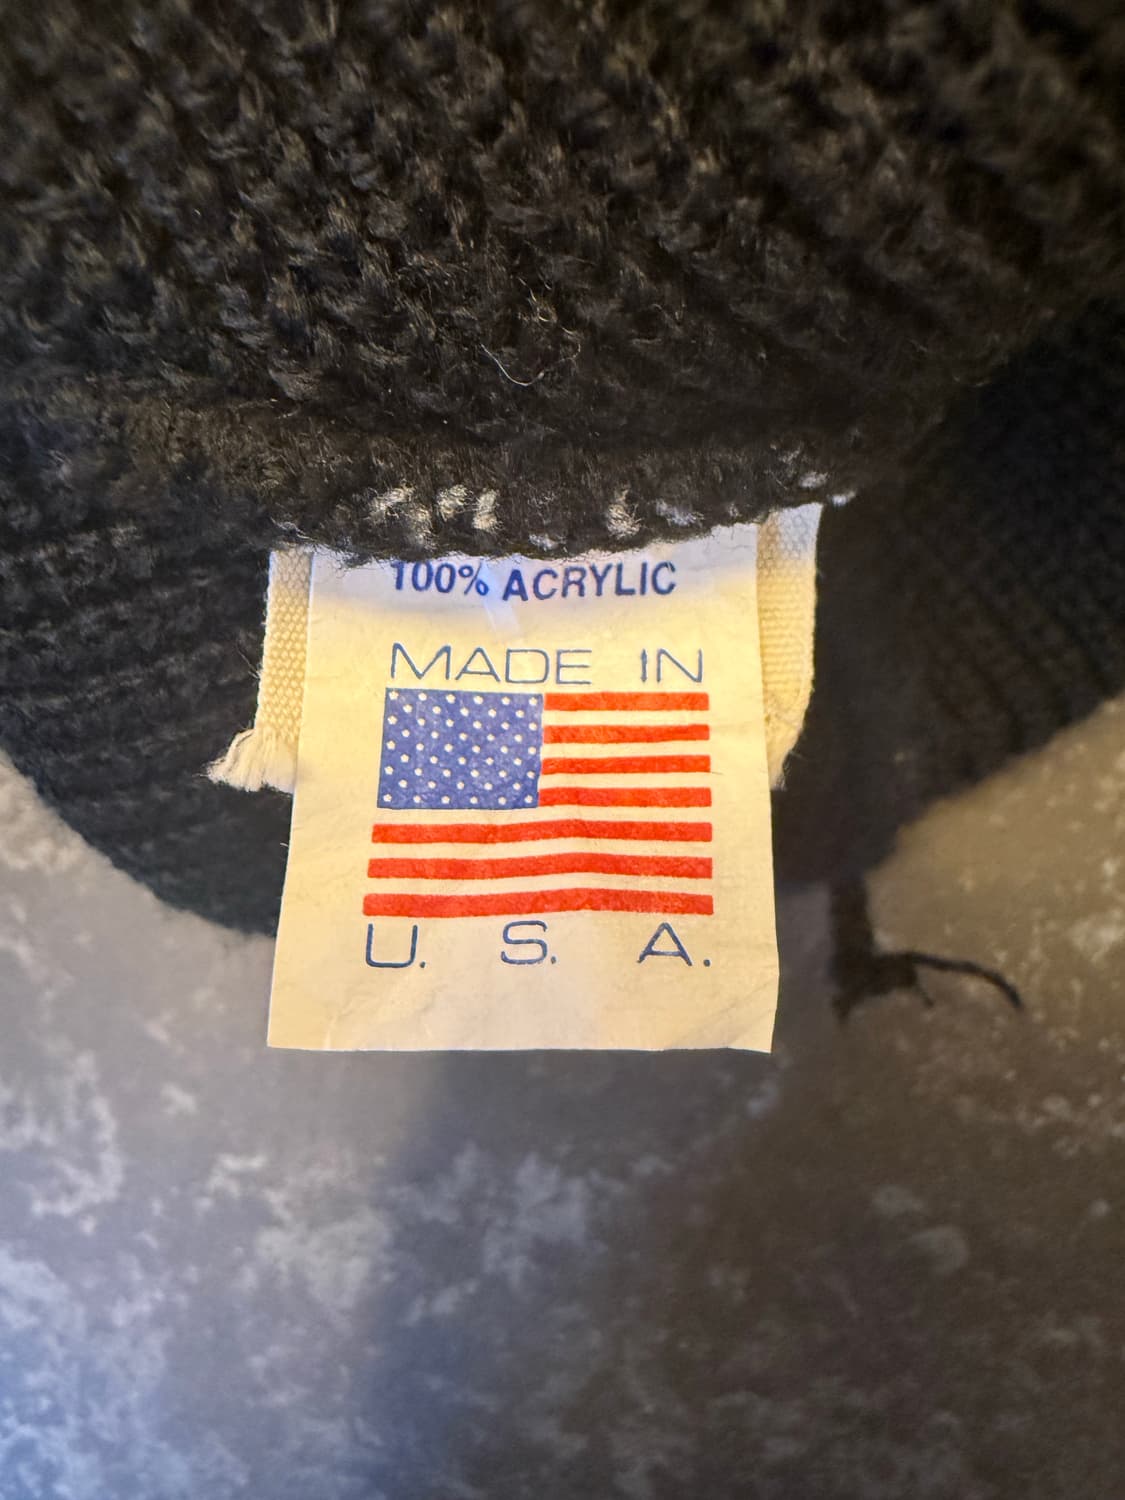 100% ACRYLIC
MADE IN
U. S. A.